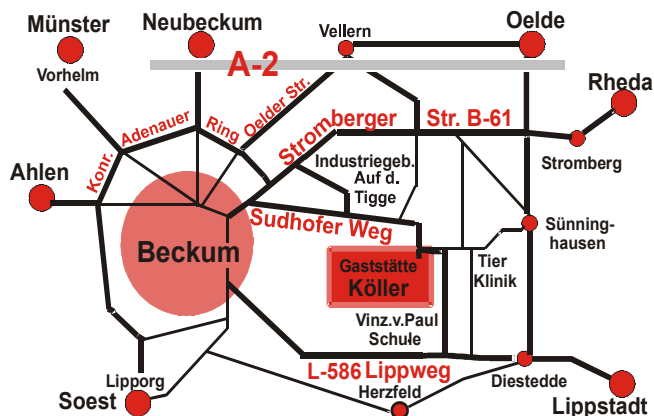 Münster
Neubeckum
Vellern
Oelde
Vorhelm
A-2
Rheda
Konr. Adenauer Ring
Oelder Str.
Stromberger Str. B-61
Stromberg
Industriegeb.
Auf d.
Tigge
Ahlen
Sudhofer Weg
Sünning-
hausen
Beckum
Gaststätte
Köller
Tier
Klinik
Vinz.v.Paul
Schule
L-586 Lippweg
Lipporg
Soest
Herzfeld
Diestedde
Lippstadt